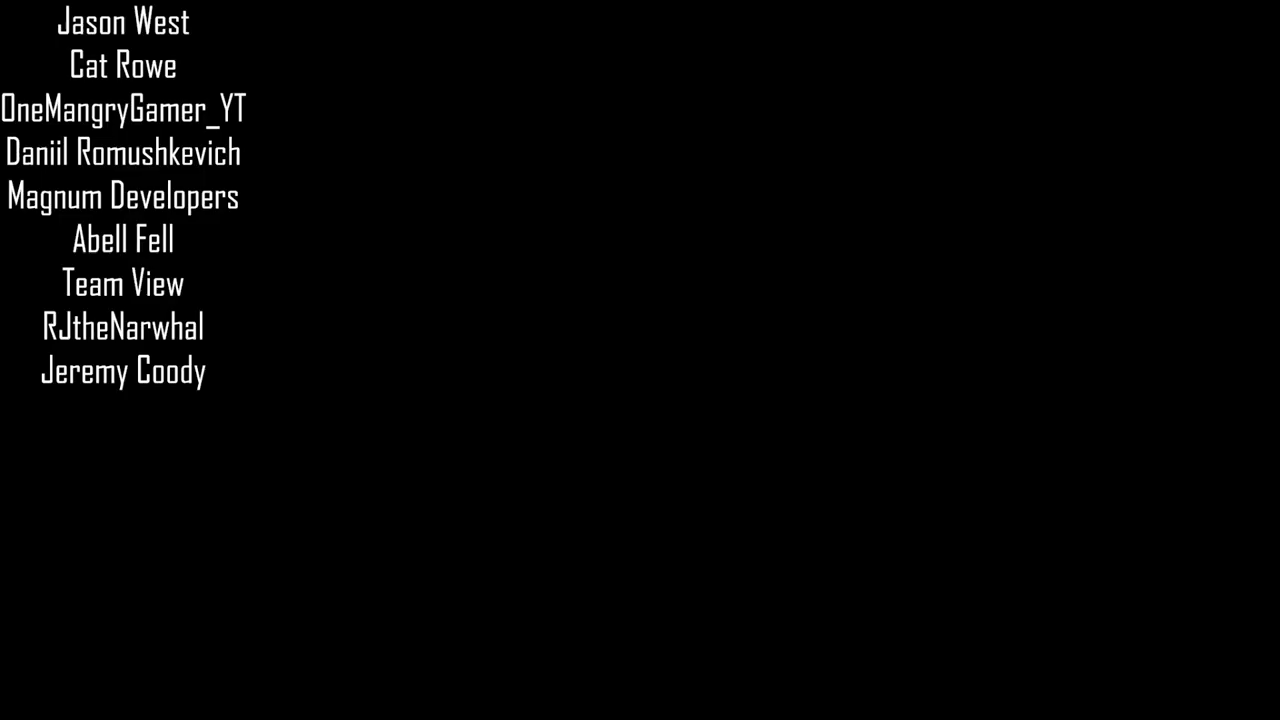 Jason West
Cat Rowe
OneMangryGamer_YT
Daniil Romushkevich
Magnum Developers
Abell Fell
Team View
RJtheNarwhal
Jeremy Coody